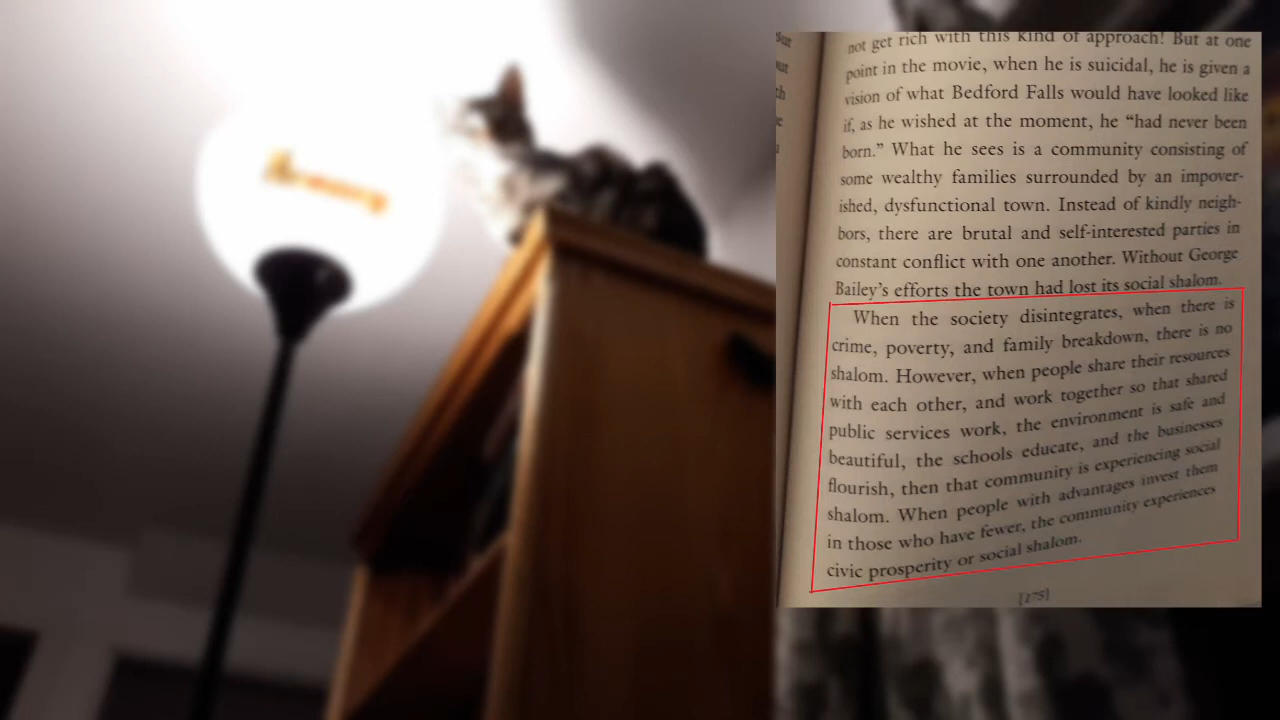 not get rich with this kind of approach! But at one
point in the movie, when he is suicidal, he is given a
vision of what Bedford Falls would have looked like
if, as he wished at the moment, he “had never been
born.” What he sees is a community consisting of
some wealthy families surrounded by an impover-
ished, dysfunctional town. Instead of kindly neigh-
bors, there are brutal and self-interested parties in
constant conflict with one another. Without George
Bailey’s efforts the town had lost its social shalom.
When the society disintegrates, when there is
crime, poverty, and family breakdown, there is no
shalom. However, when people share their resources
with each other, and work together so that shared
public services work, the environment is safe and
beautiful, the schools educate, and the businesses
flourish, then that community is experiencing social
shalom. When people with advantages invest them
in those who have fewer, the community experiences
civic prosperity or social shalom.
[175]